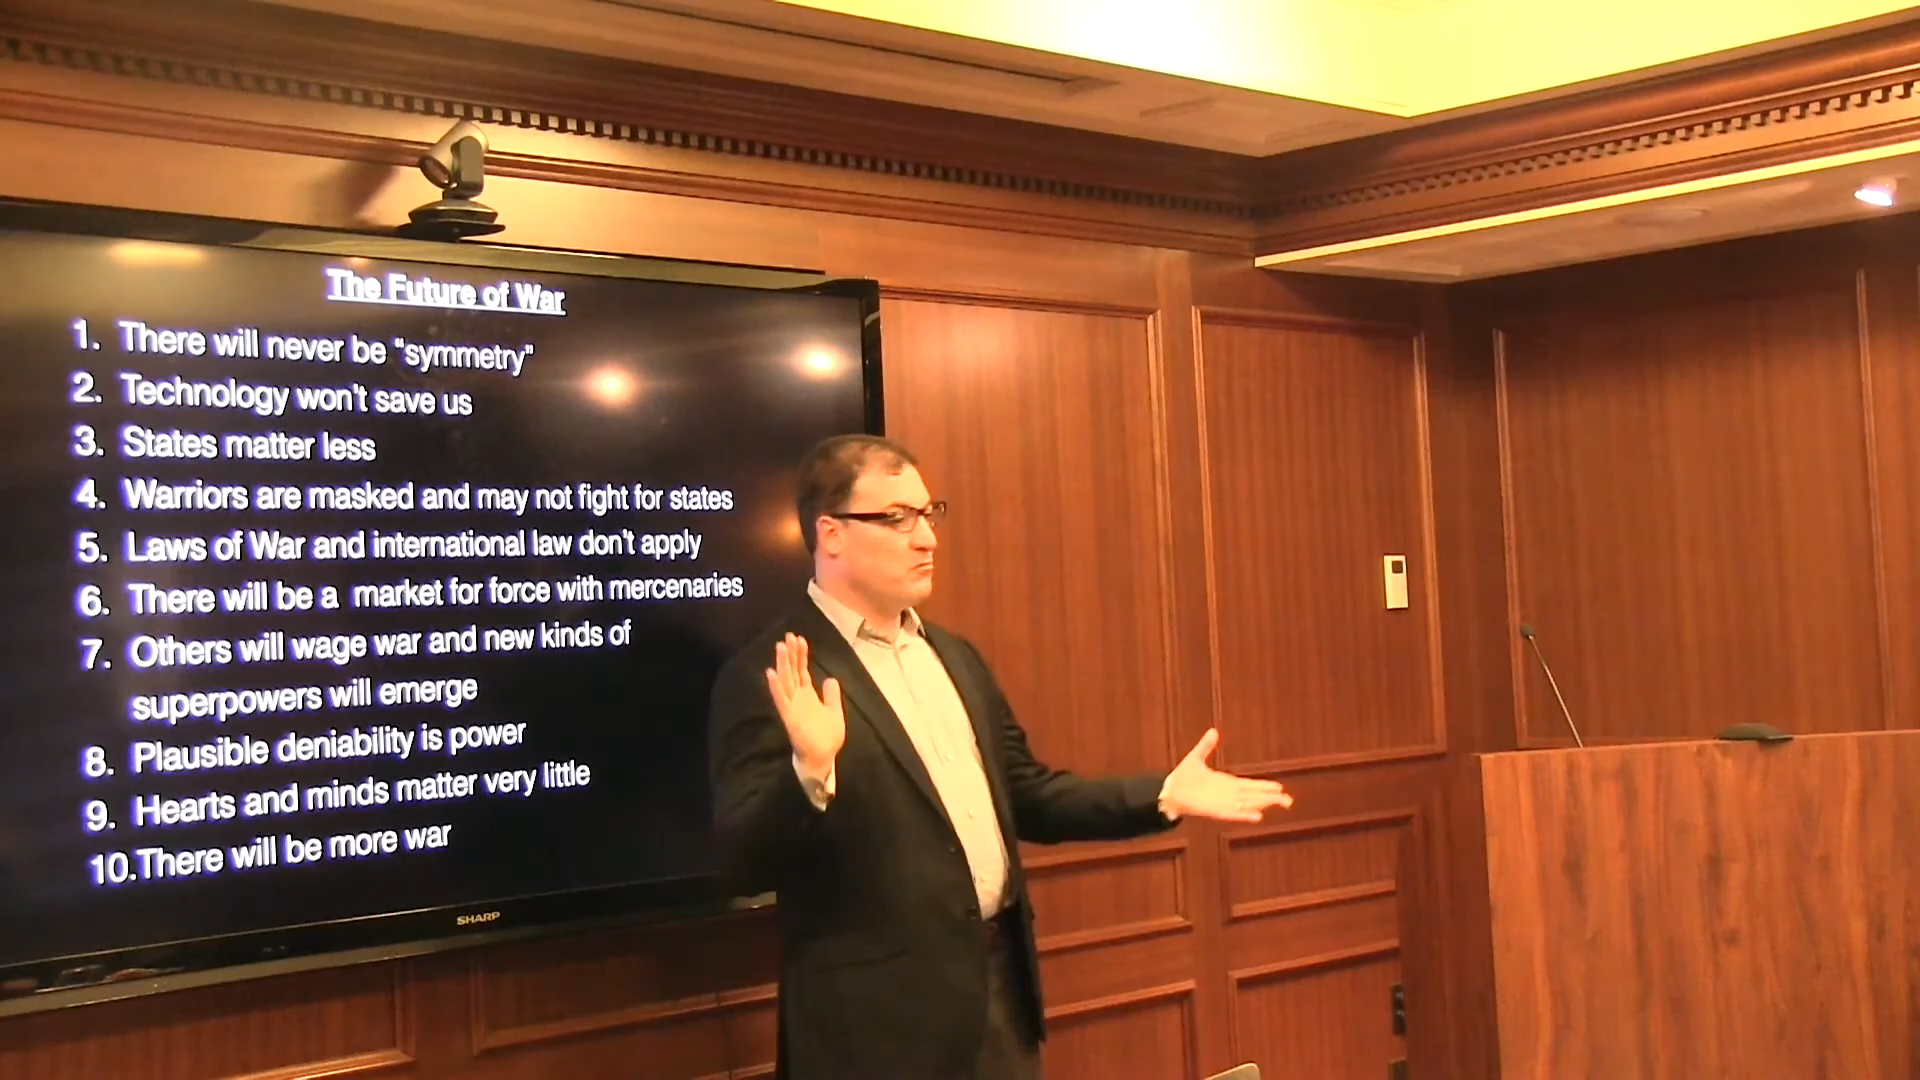 The Future of War
1. There will never be “symmetry”
2. Technology won't save us
3. States matter less
4. Warriors are masked and may not fight for states
5. Laws of War and international law don't apply
6. There will be a market for force with mercenaries
7. Others will wage war and new kinds of
superpowers will emerge
8. Plausible deniability is power
9. Hearts and minds matter very little
10.There will be more war
SHARP